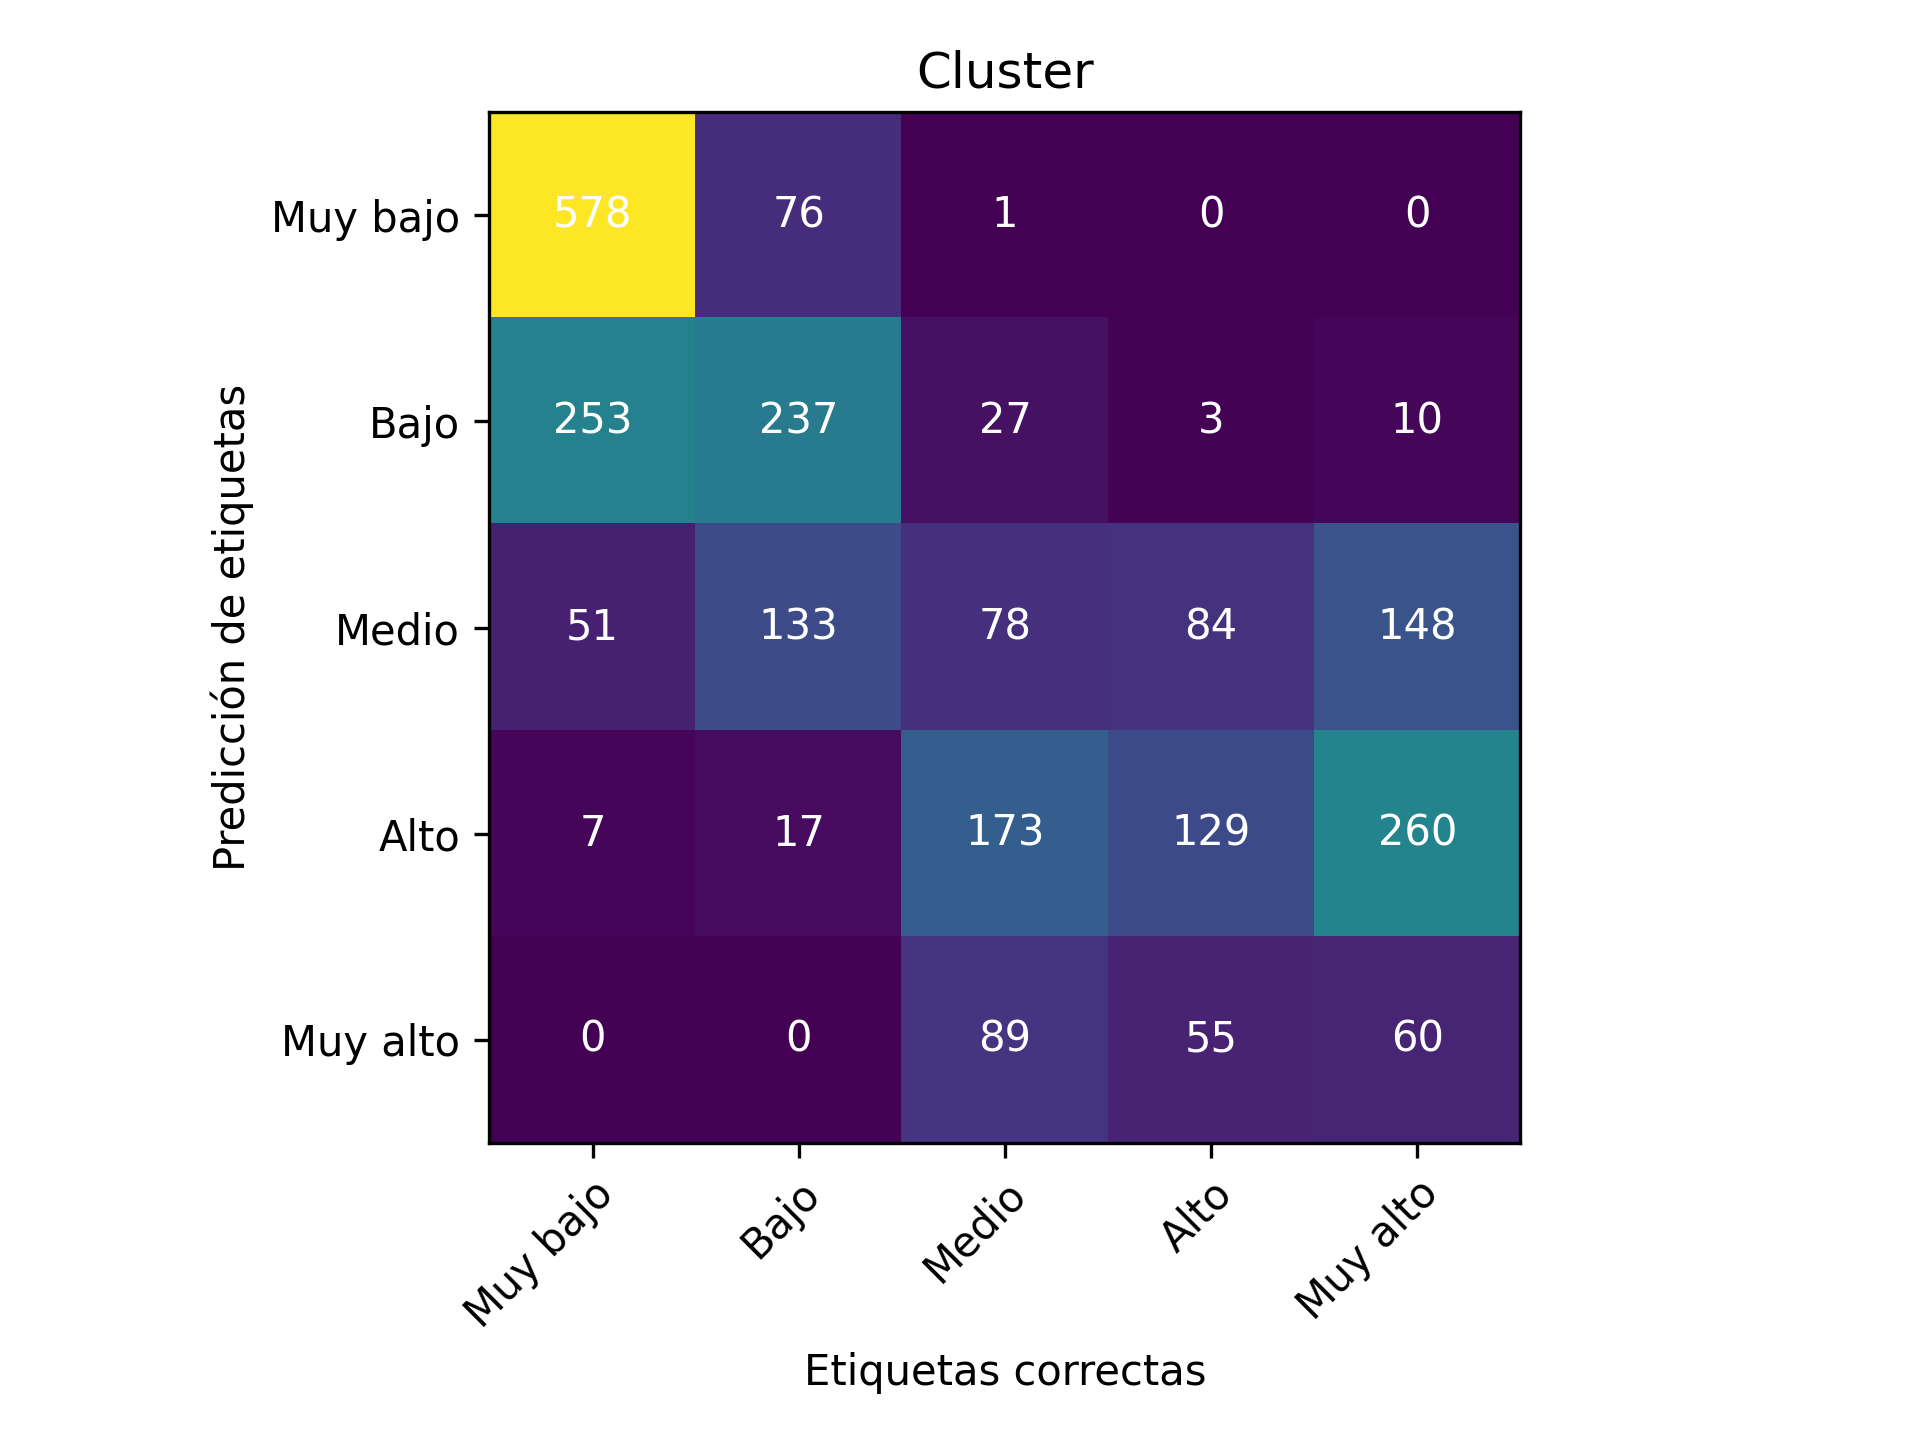 Cluster
Muy bajo 578 76 1 0 0
Bajo 253 237 27 3 10
Medio 51 133 78 84 148
Alto 7 17 173 129 260
Muy alto 0 0 89 55 60
Predicción de etiquetas
Muy bajo Bajo Medio Alto Muy alto
Etiquetas correctas